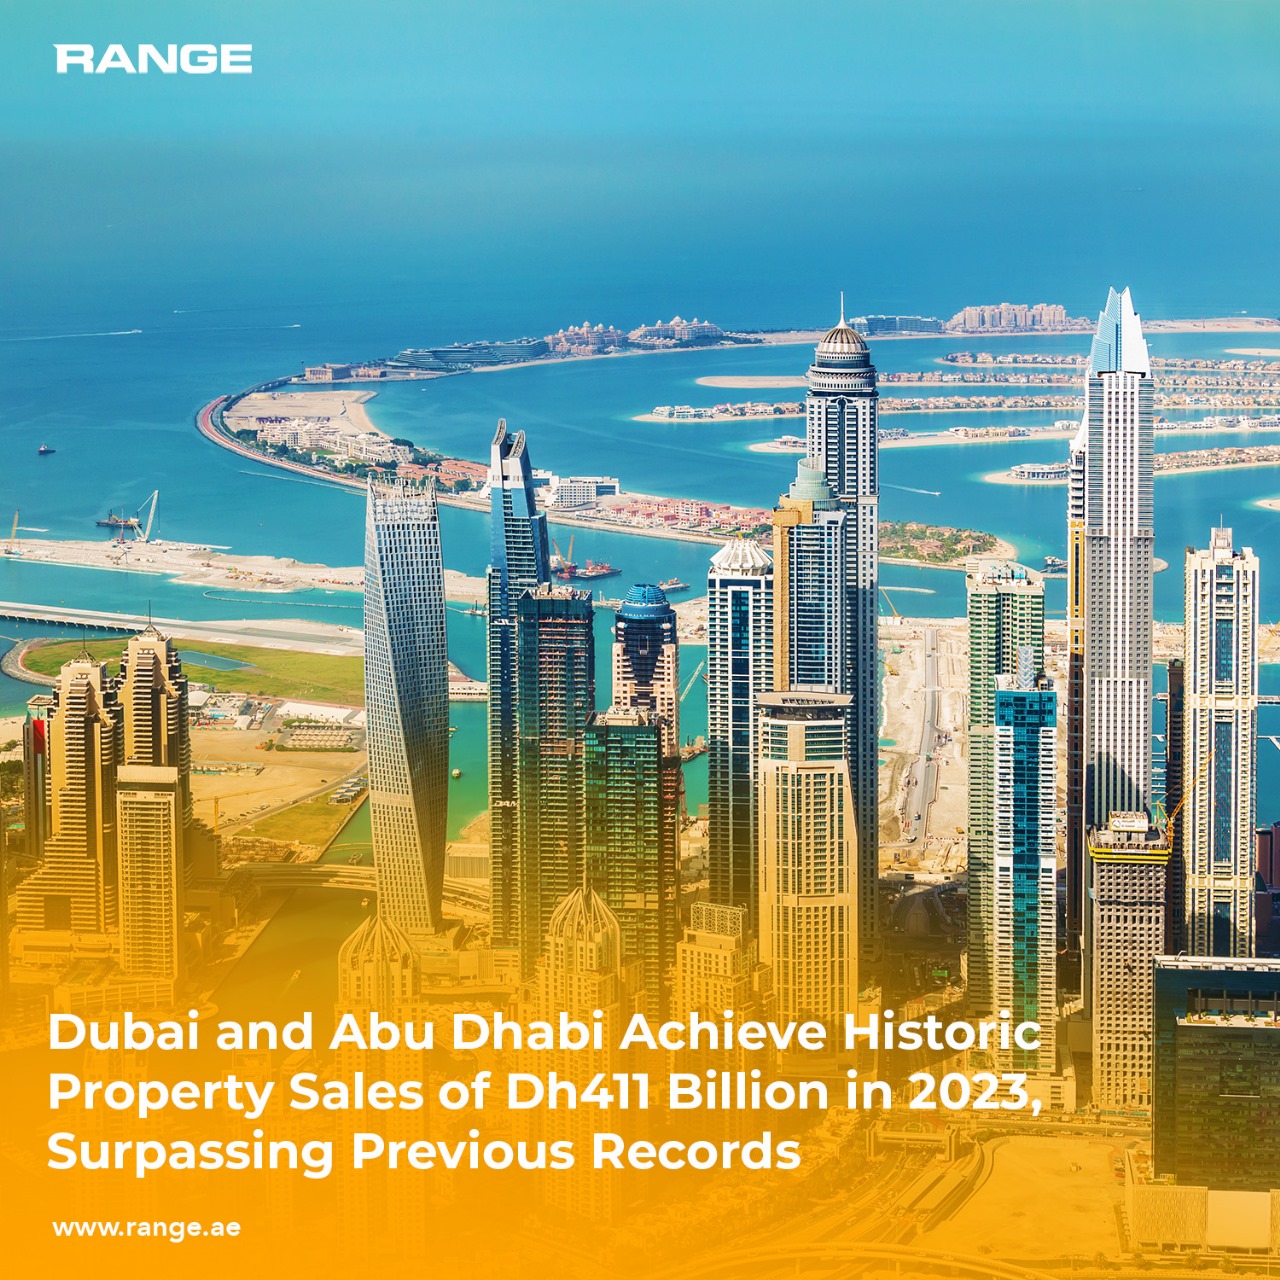 RANGE
DAM
Dubai and Abu Dhabi Achieve Historic
Property Sales of Dh411 Billion in 2023,
Surpassing Previous Records
www.range.ae